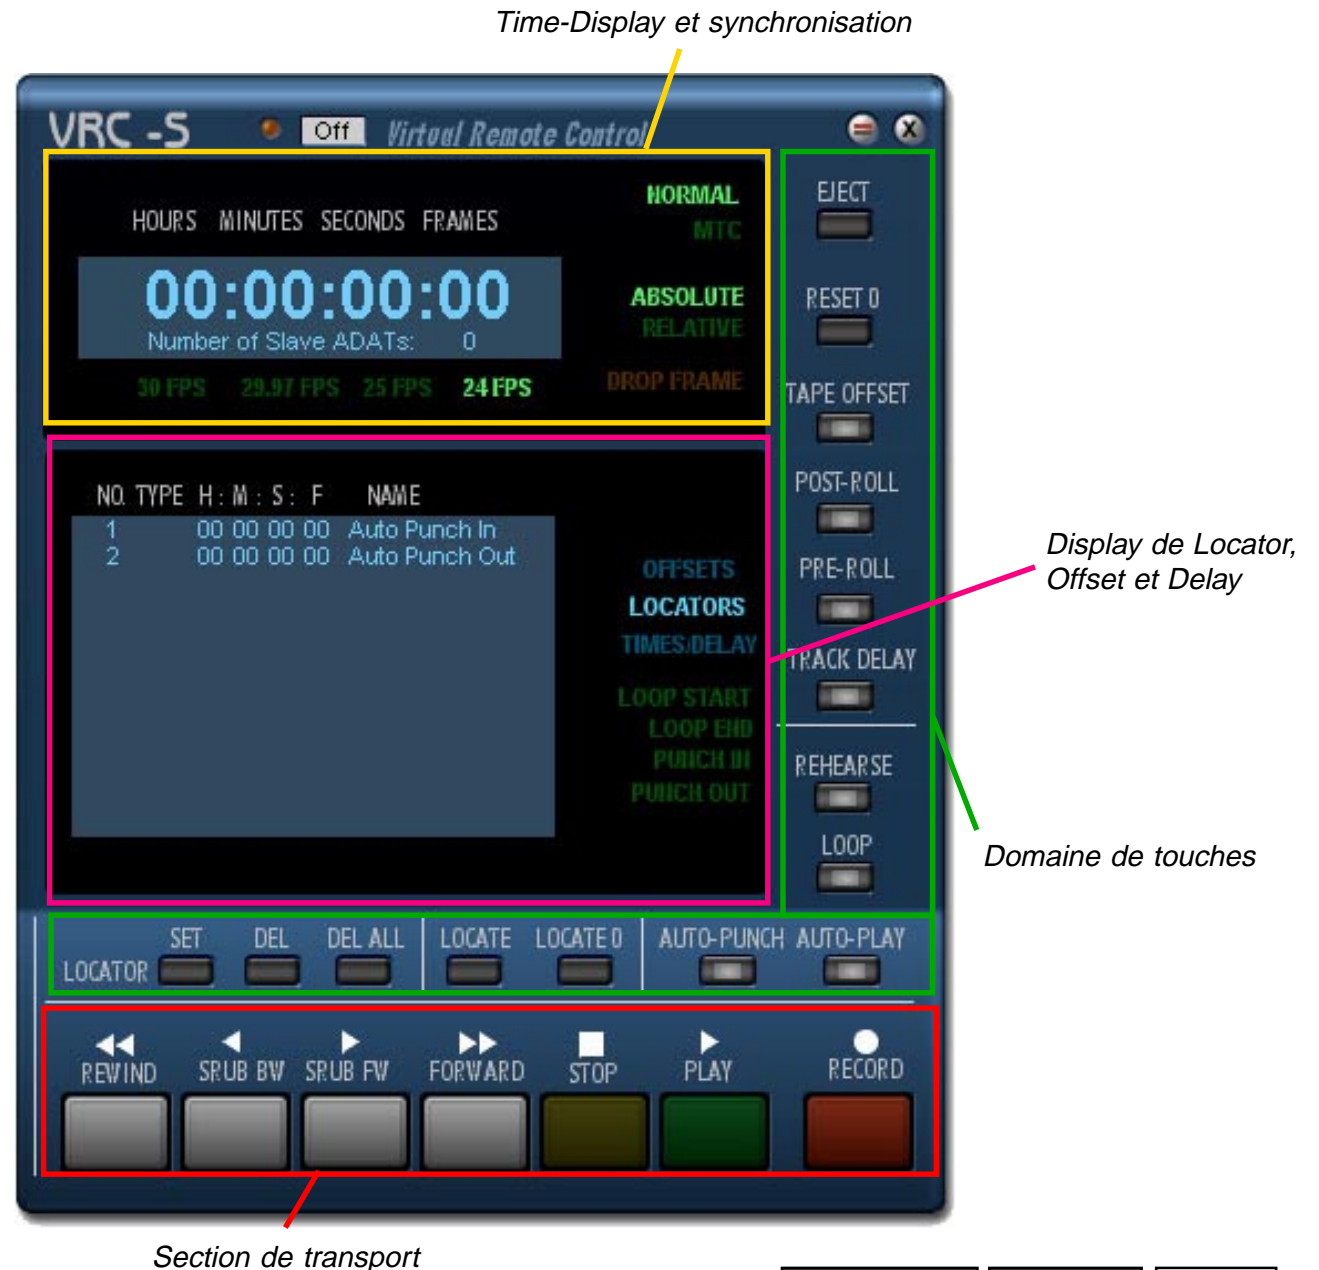 Time-Display et synchronisation
VRC -S
Off
Virtual Remote Control
HOURS MINUTES SECONDS FRAMES
00:00:00:00
Number of Slave ADATs: 0
30 FPS 29.97 FPS 25 FPS 24 FPS
NORMAL
MTC
ABSOLUTE
RELATIVE
DROP FRAME
EJECT
RESET 0
TAPE OFFSET
POST-ROLL
PRE-ROLL
TRACK DELAY
REHEARSE
LOOP
NO. TYPE H : M : S : F NAME
1 00 00 00 00 Auto Punch In
2 00 00 00 00 Auto Punch Out
OFFSETS
LOCATORS
TIMES/DELAY
LOOP START
LOOP END
PUNCH IN
PUNCH OUT
Display de Locator,
Offset et Delay
Domaine de touches
LOCATOR
SET DEL DEL ALL LOCATE LOCATE 0 AUTO-PUNCH AUTO-PLAY
REWIND SRUB BW SRUB FW FORWARD STOP PLAY RECORD
Section de transport